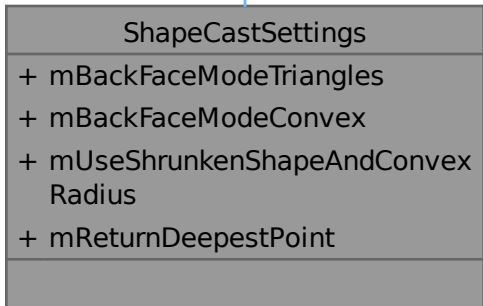 ShapeCastSettings
+ mBackFaceModeTriangles
+ mBackFaceModeConvex
+ mUseShrunkenShapeAndConvex
Radius
+ mReturnDeepestPoint